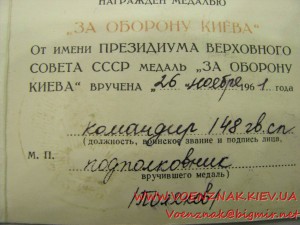 НАГРАЖДЕН МЕДАЛЬЮ
„ЗА ОБОРОНУ КИЕВА"
От имени ПРЕЗИДИУМА ВЕРХОВНОГО
СОВЕТА СССР МЕДАЛЬ „ЗА ОБОРОНУ
КИЕВА" ВРУЧЕНА „26 ноября 1961 года
командир 148 гв. сп.
(должность, воинское звание и подпись лица,
М. П. подполковник
вручившего медаль)
WWW.VOENZNAK.KIEV.UA
Voenznak@bigmir.net